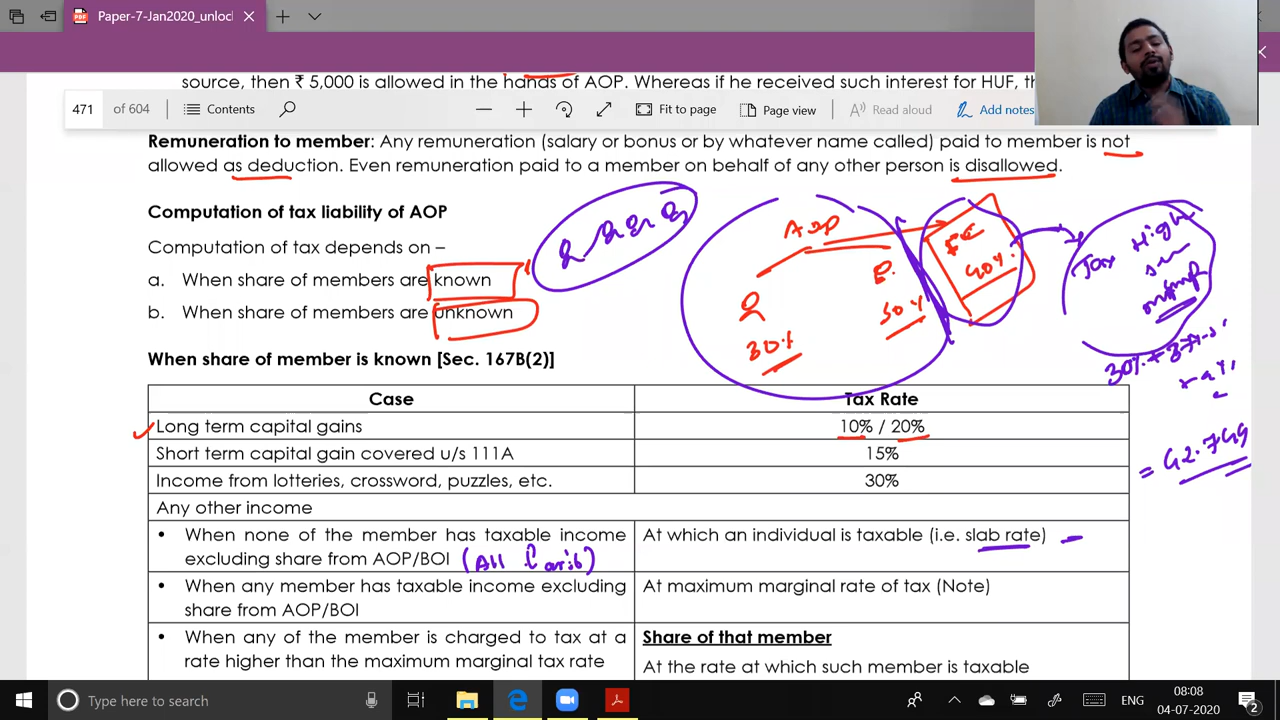 Paper-7-Jan2020_unloc
source, then ₹ 5,000 is allowed in the hands of AOP. Whereas if he received such interest for HUF, th
471 of 604 Contents Fit to page Page view Read aloud Add notes
Remuneration to member: Any remuneration (salary or bonus or by whatever name called) paid to member is not
allowed as deduction. Even remuneration paid to a member on behalf of any other person is disallowed.
Computation of tax liability of AOP
Computation of tax depends on –
a. When share of members are known
b. When share of members are unknown
AOP
30%
30%
40%.
Tax High
30% + 37%
= 42.749
When share of member is known [Sec. 167B(2)]
Case Tax Rate
Long term capital gains 10% / 20%
Short term capital gain covered u/s 111A 15%
Income from lotteries, crossword, puzzles, etc. 30%
Any other income
• When none of the member has taxable income At which an individual is taxable (i.e. slab rate)
excluding share from AOP/BOI (All
• When any member has taxable income excluding At maximum marginal rate of tax (Note)
share from AOP/BOI
• When any of the member is charged to tax at a Share of that member
rate higher than the maximum marginal tax rate At the rate at which such member is taxable
Type here to search
ENG
08:08
04-07-2020
2